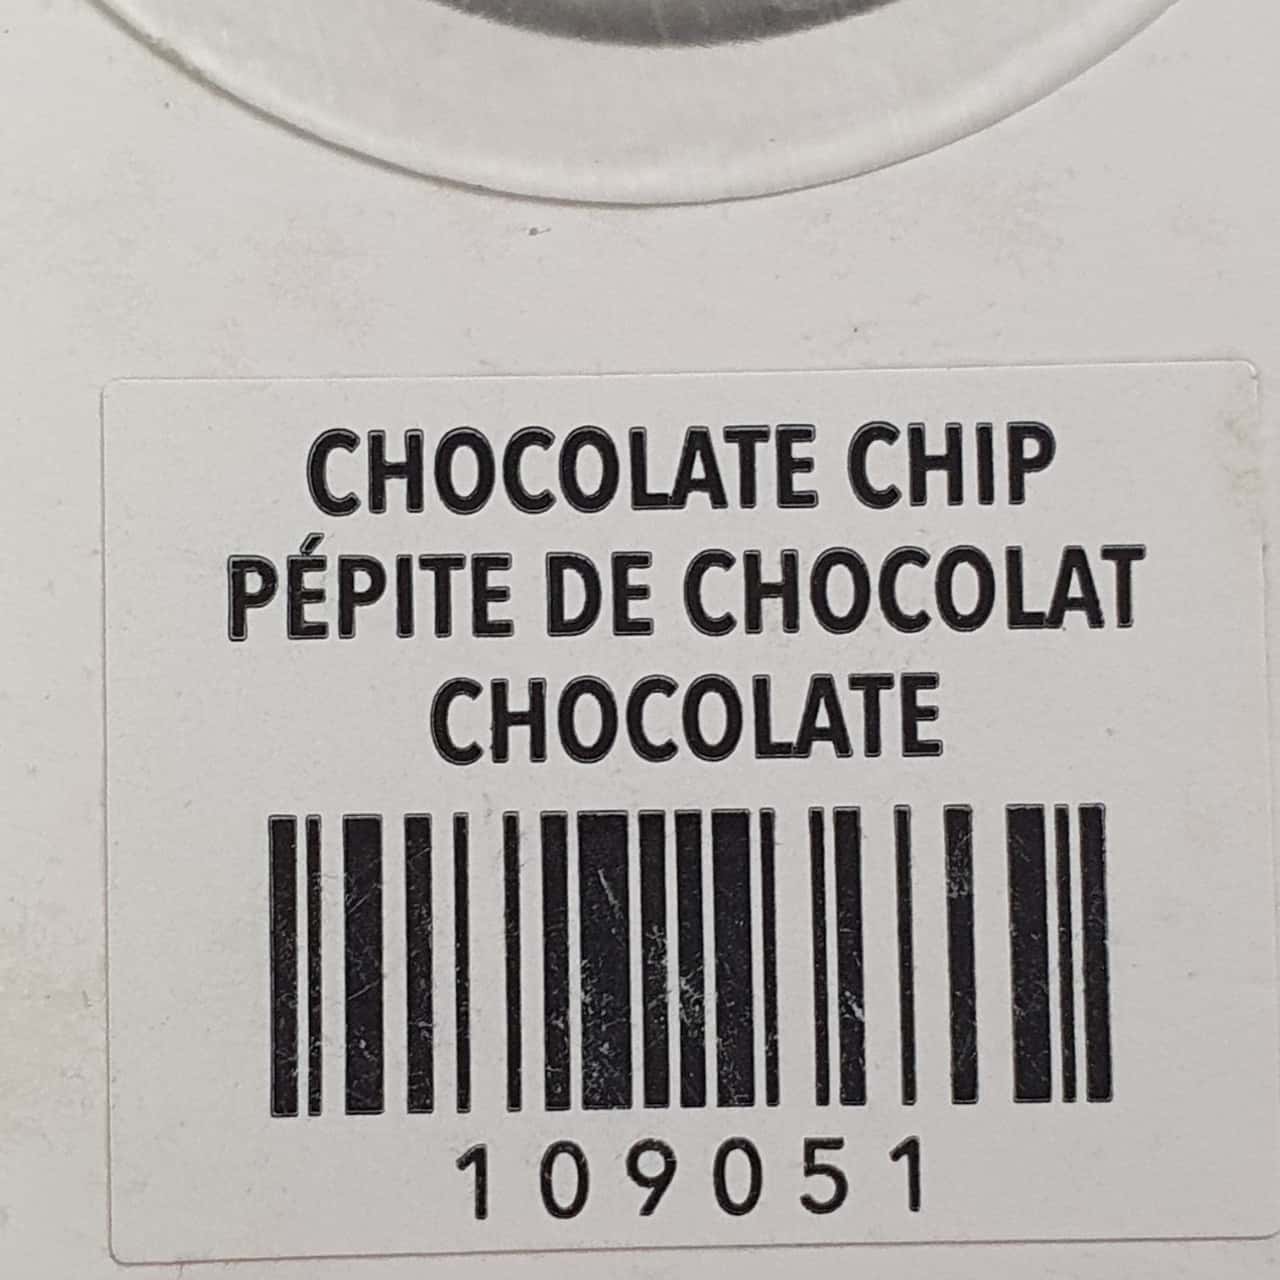 CHOCOLATE CHIP
PÉPITE DE CHOCOLAT
CHOCOLATE
109051